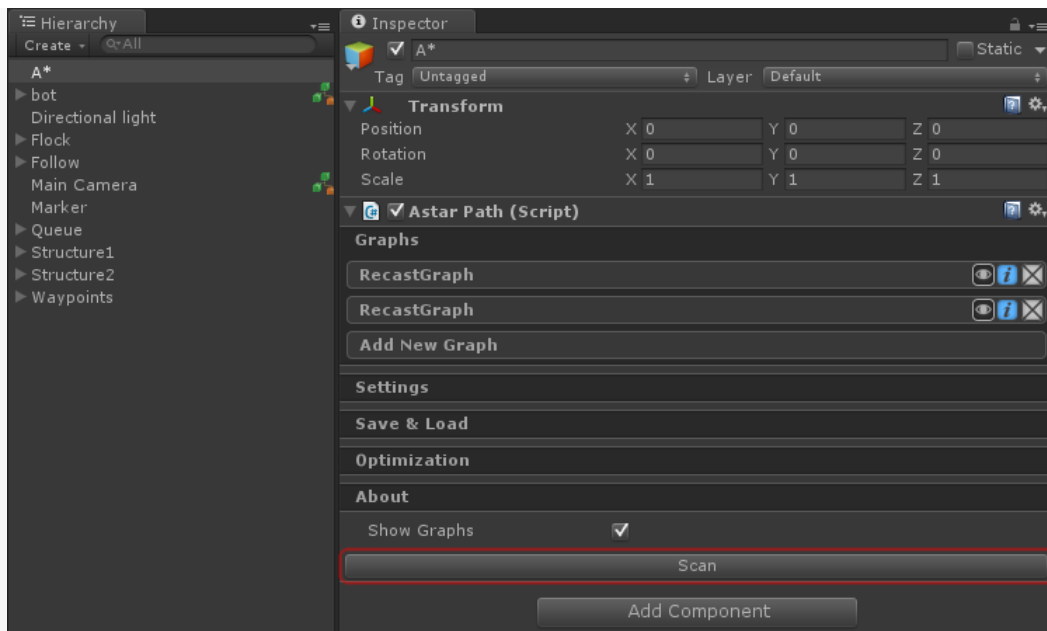 Hierarchy
Create
All
A*
bot
Directional light
Flock
Follow
Main Camera
Marker
Queue
Structure1
Structure2
Waypoints
Inspector
A* Static
Tag Untagged Layer Default
Transform
Position X 0 Y 0 Z 0
Rotation X 0 Y 0 Z 0
Scale X 1 Y 1 Z 1
Astar Path (Script)
Graphs
RecastGraph
RecastGraph
Add New Graph
Settings
Save & Load
Optimization
About
Show Graphs
Scan
Add Component